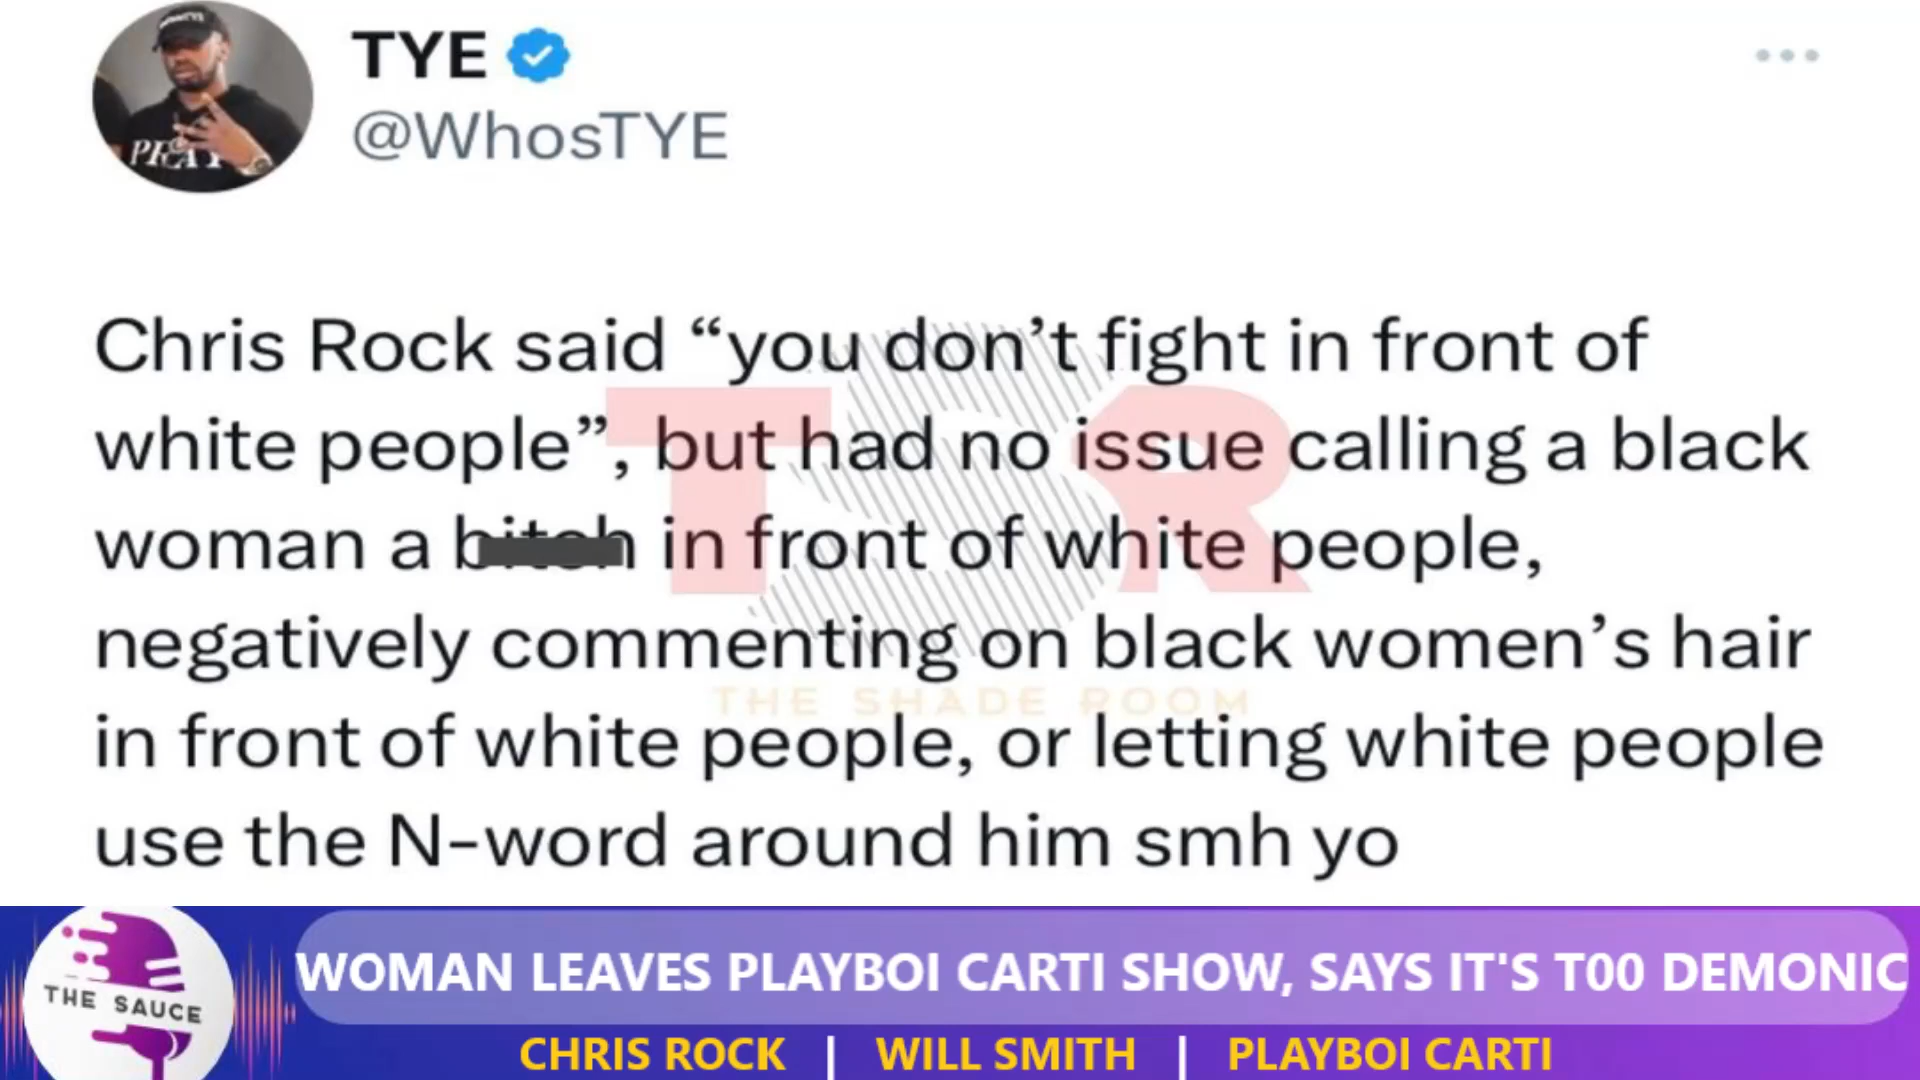 TYE
@WhosTYE
Chris Rock said “you don’t fight in front of
white people”, but had no issue calling a black
woman a bitch in front of white people,
negatively commenting on black women’s hair
in front of white people, or letting white people
use the N-word around him smh yo
TSR
THE SHADE ROOM
THE SAUCE
WOMAN LEAVES PLAYBOI CARTI SHOW, SAYS IT'S T00 DEMONIC
CHRIS ROCK | WILL SMITH | PLAYBOI CARTI